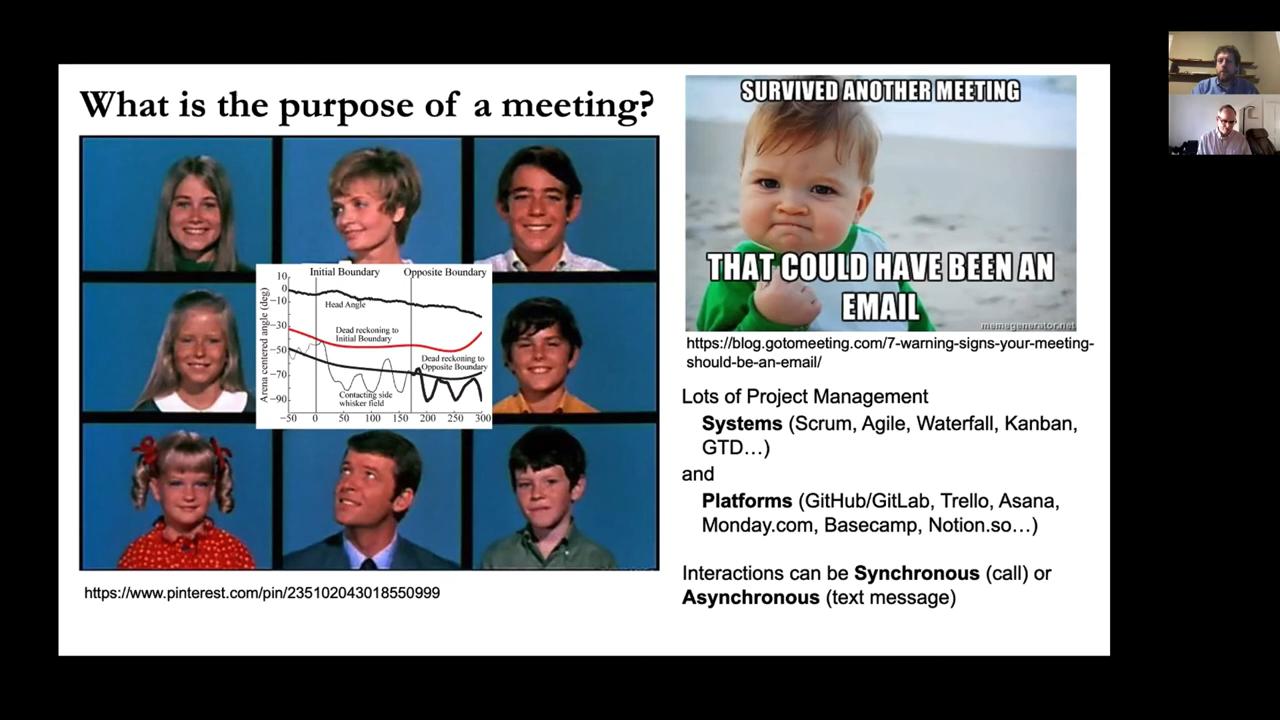 What is the purpose of a meeting?
Initial Boundary
Opposite Boundary
Arena centered angle (deg)
10
0
−10
−30
−50
−70
−90
Head Angle
Dead reckoning to
Initial Boundary
Dead reckoning to
Opposite Boundary
Contacting side
whisker field
−50
0
50
100
150
200
250
300
https://www.pinterest.com/pin/235102043018550999
SURVIVED ANOTHER MEETING
THAT COULD HAVE BEEN AN
EMAIL
memegenerator.net
https://blog.gotomeeting.com/7-warning-signs-your-meeting-
should-be-an-email/
Lots of Project Management
Systems (Scrum, Agile, Waterfall, Kanban,
GTD…)
and
Platforms (GitHub/GitLab, Trello, Asana,
Monday.com, Basecamp, Notion.so…)
Interactions can be Synchronous (call) or
Asynchronous (text message)